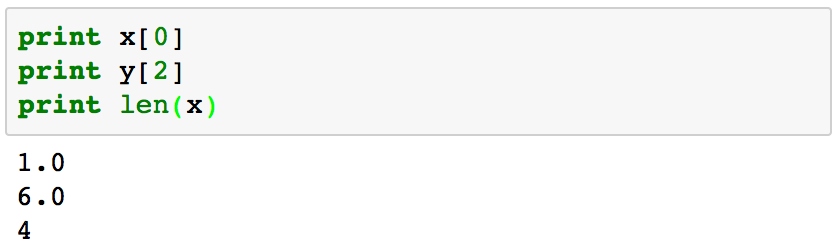 print x[0]
print y[2]
print len(x)
1.0
6.0
4